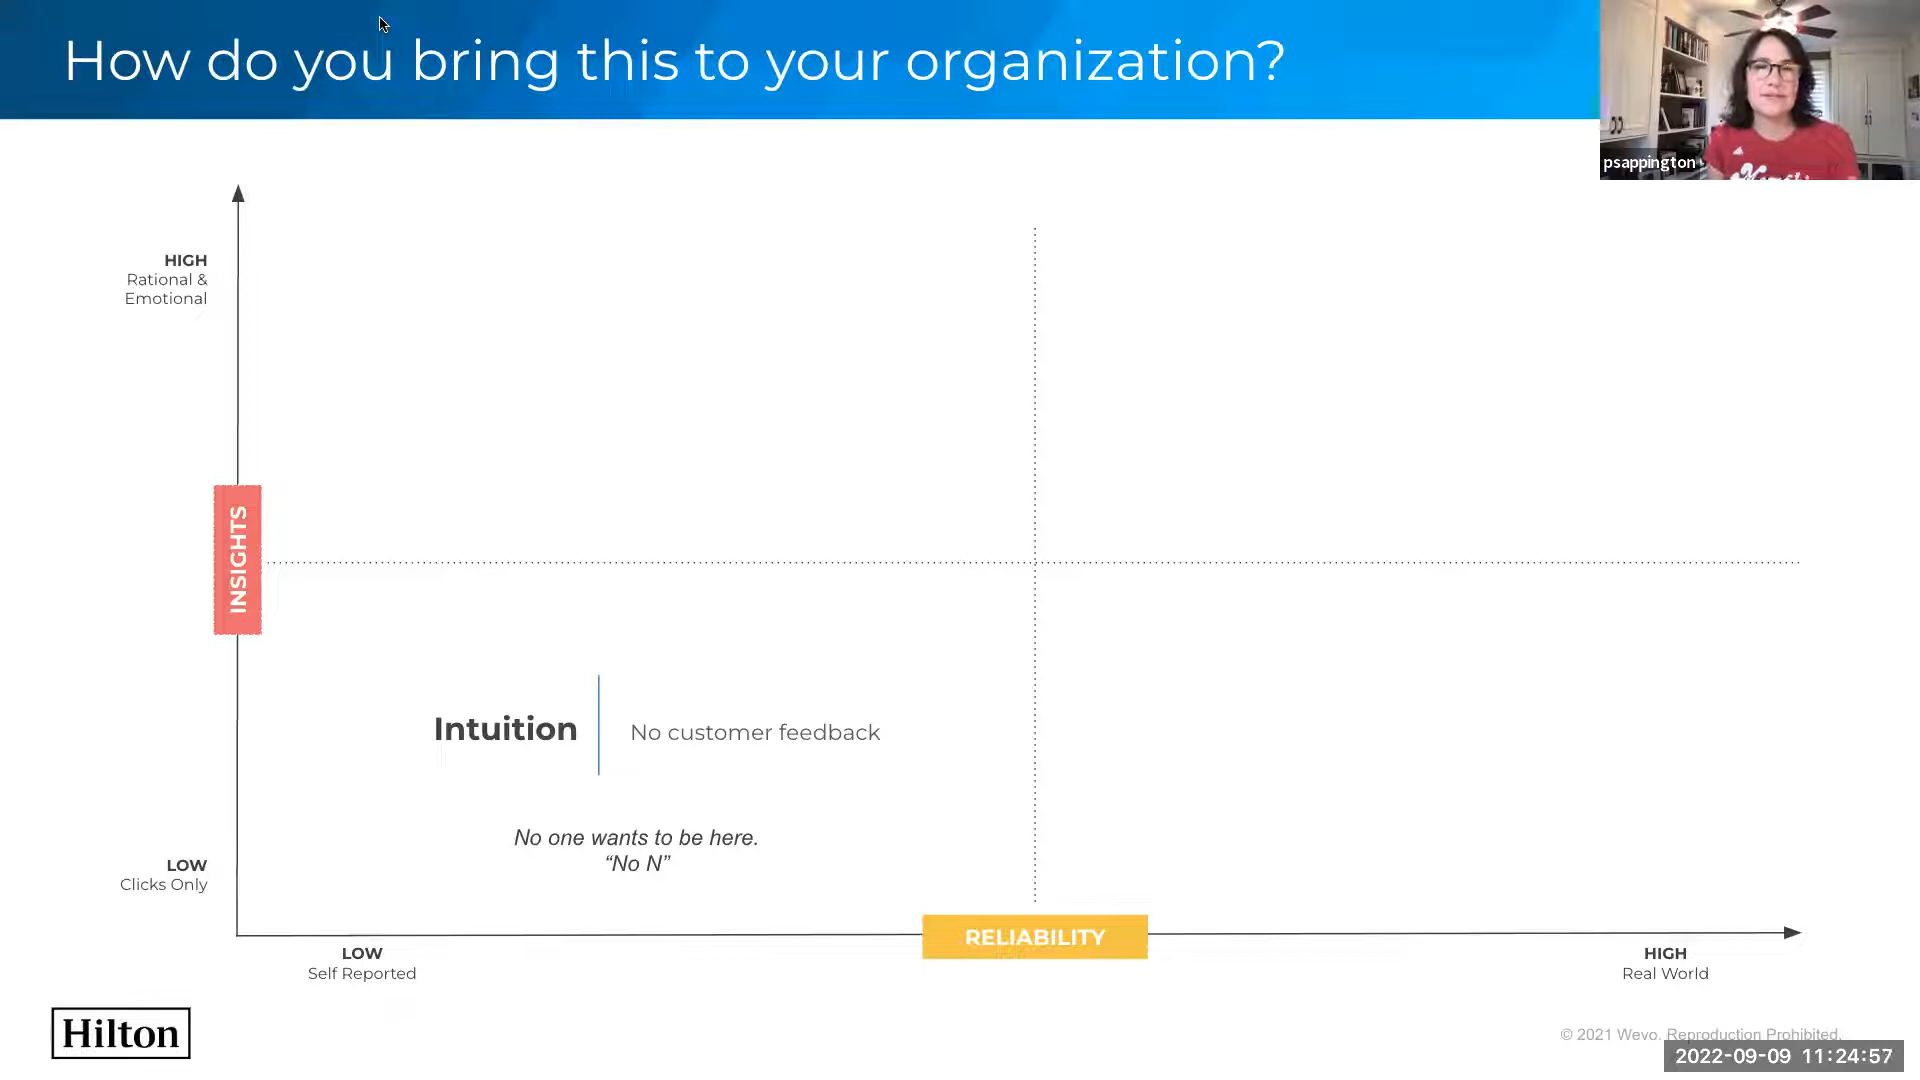 How do you bring this to your organization?
psappington
HIGH
Rational &
Emotional
INSIGHTS
Intuition
No customer feedback
No one wants to be here.
“No N”
LOW
Clicks Only
RELIABILITY
LOW
Self Reported
HIGH
Real World
Hilton
© 2021 Wevo. Reproduction Prohibited.
2022-09-09 11:24:57